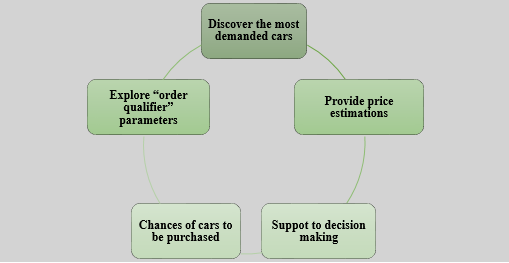 Discover the most
demanded cars
Explore “order
qualifier”
parameters
Provide price
estimations
Chances of cars to
be purchased
Suppot to decision
making